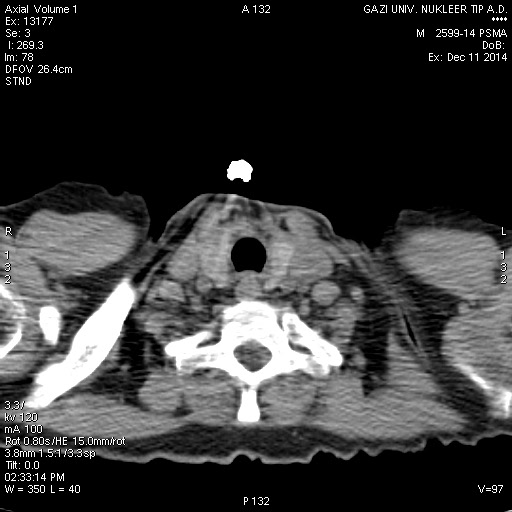 Axial Volume 1
Ex: 13177
Se: 3
I: 269.3
Im: 78
DFOV 26.4cm
STND
A 132
GAZI UNIV. NUKLEER TIP A.D.
****
M 2599-14 PSMA
DoB:
Ex: Dec 11 2014
R
1
3
2
L
1
3
2
3.3/
kv 120
mA 100
Rot 0.80s/HE 15.0mm/rot
3.8mm 1.5:1/3.3sp
Tilt: 0.0
02:33:14 PM
W = 350 L = 40
P 132
V=97